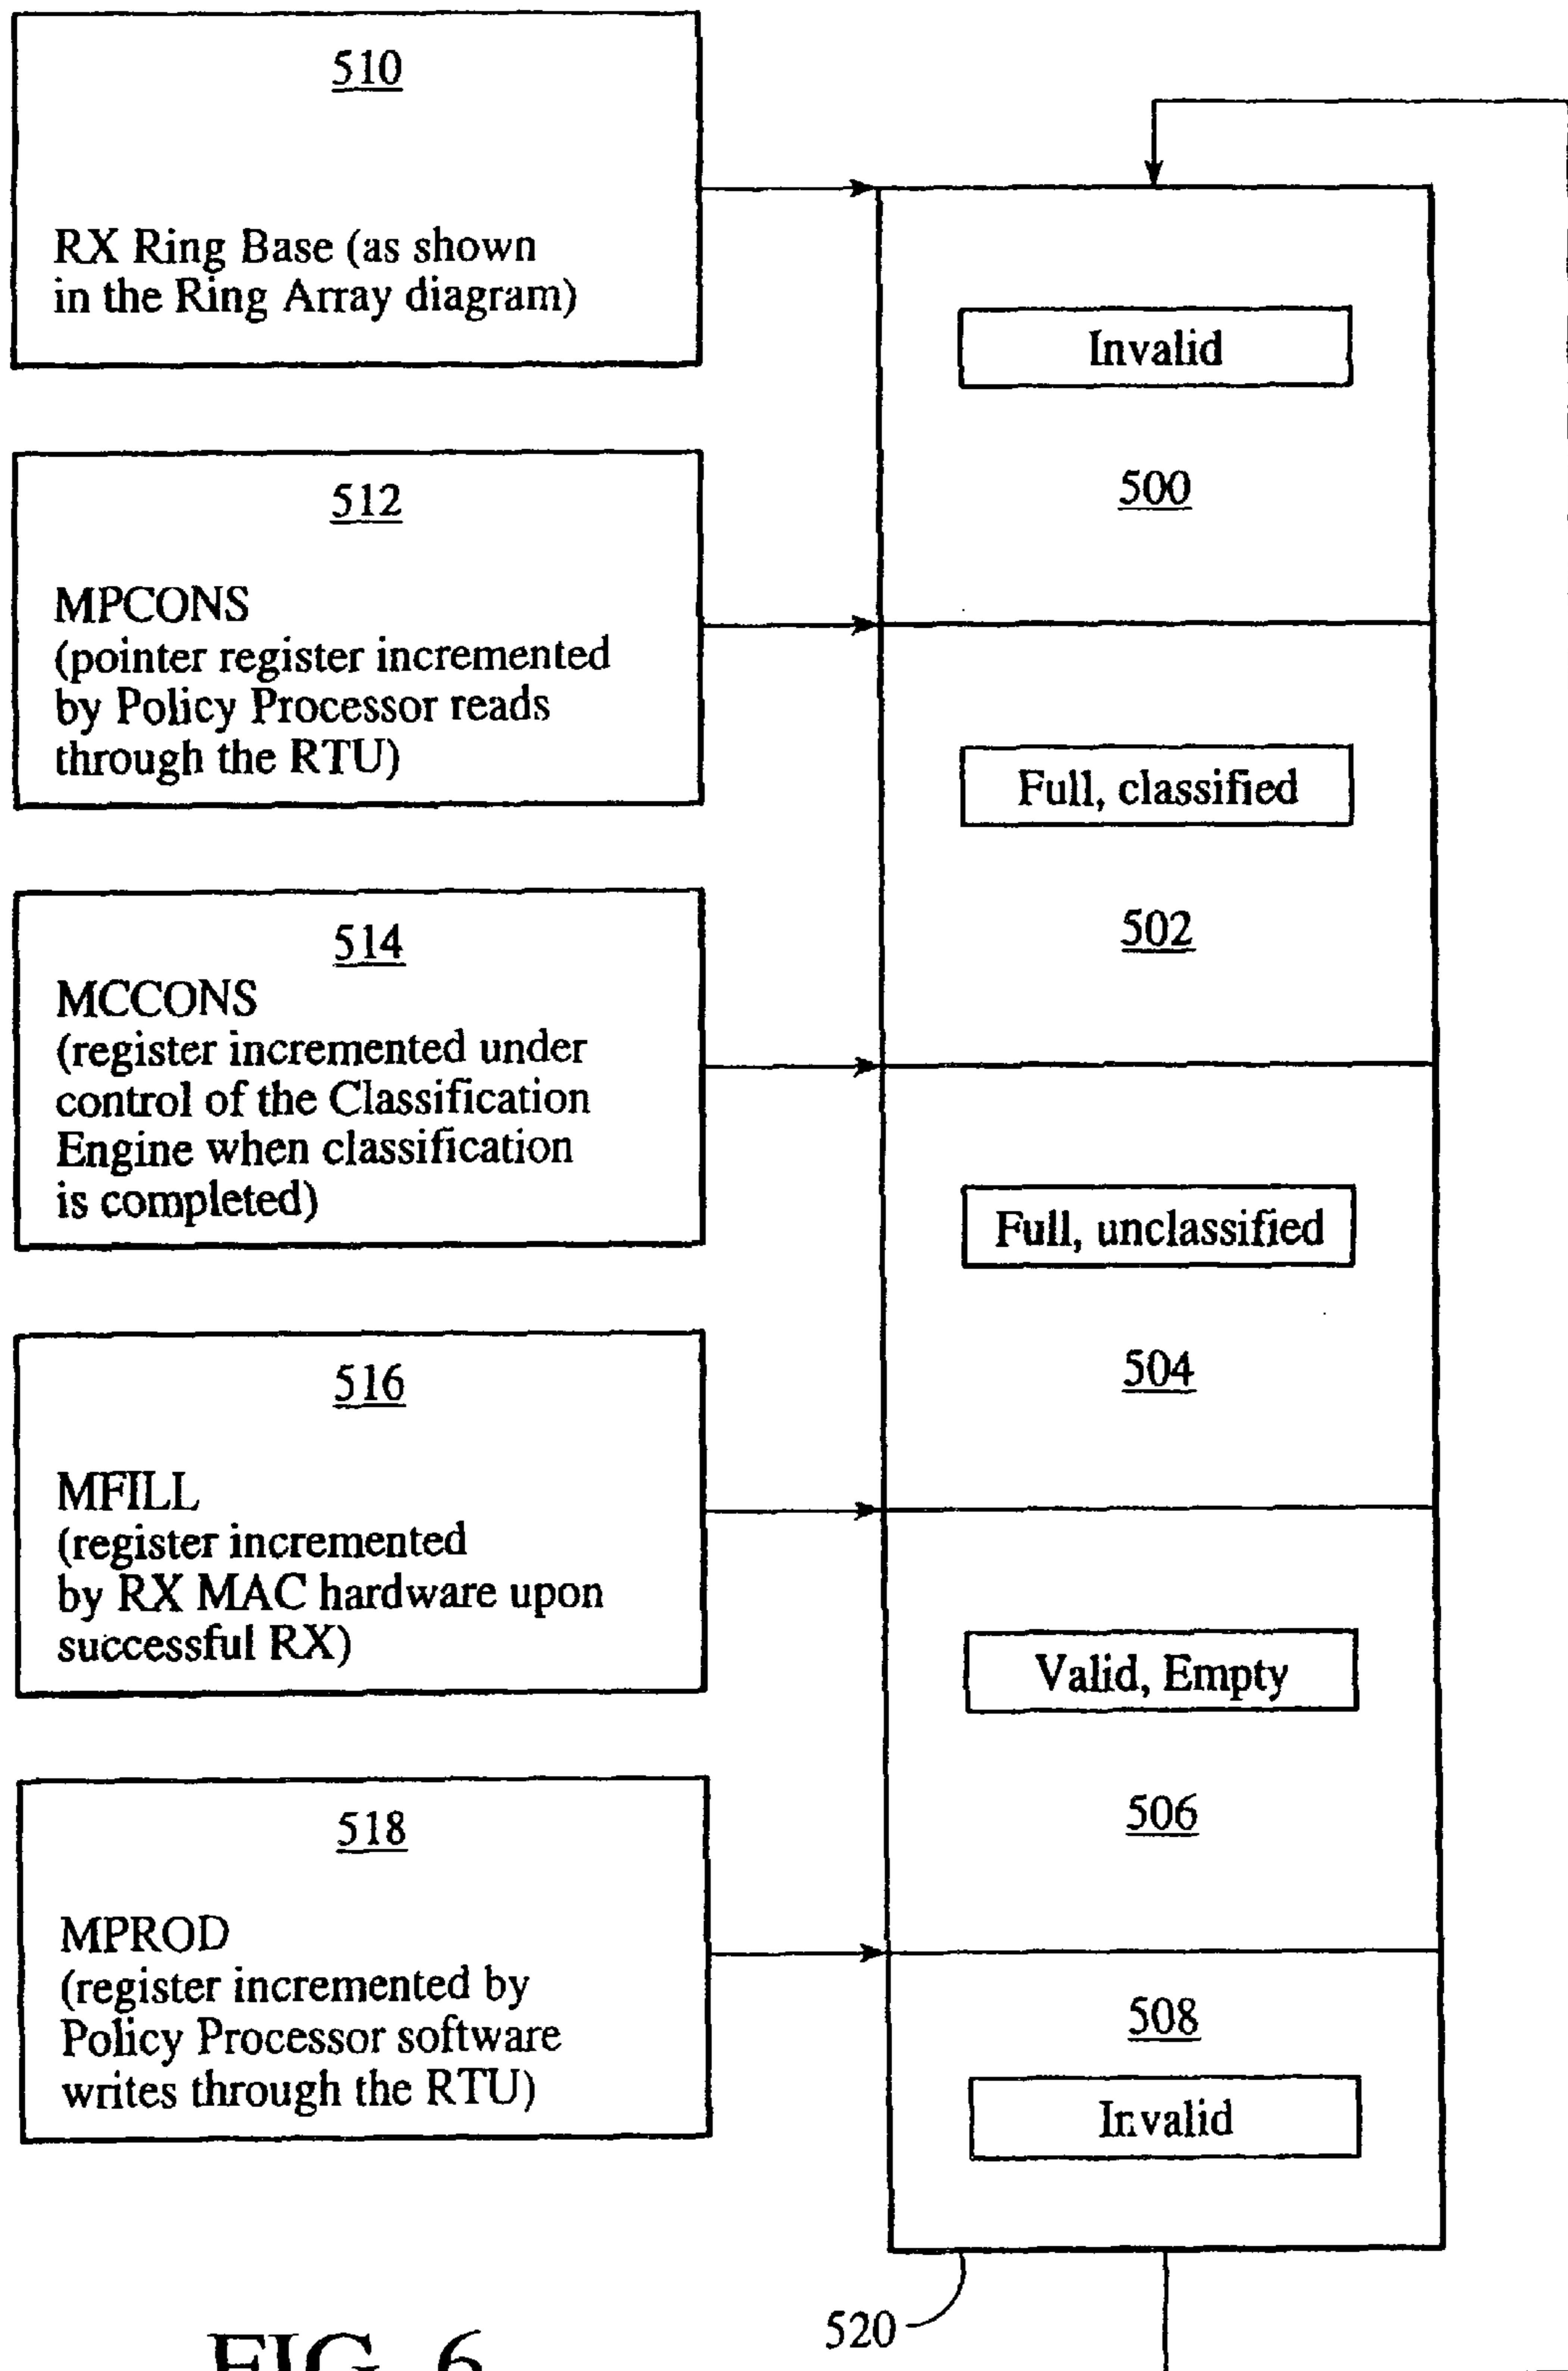 510
RX Ring Base (as shown
in the Ring Array diagram)
Invalid
500
512
MPCONS
(pointer register incremented
by Policy Processor reads
through the RTU)
Full, classified
502
514
MCCONS
(register incremented under
control of the Classification
Engine when classification
is completed)
Full, unclassified
504
516
MFILL
(register incremented
by RX MAC hardware upon
successful RX)
Valid, Empty
506
518
MPROD
(register incremented by
Policy Processor software
writes through the RTU)
508
Invalid
520
FIG. 6